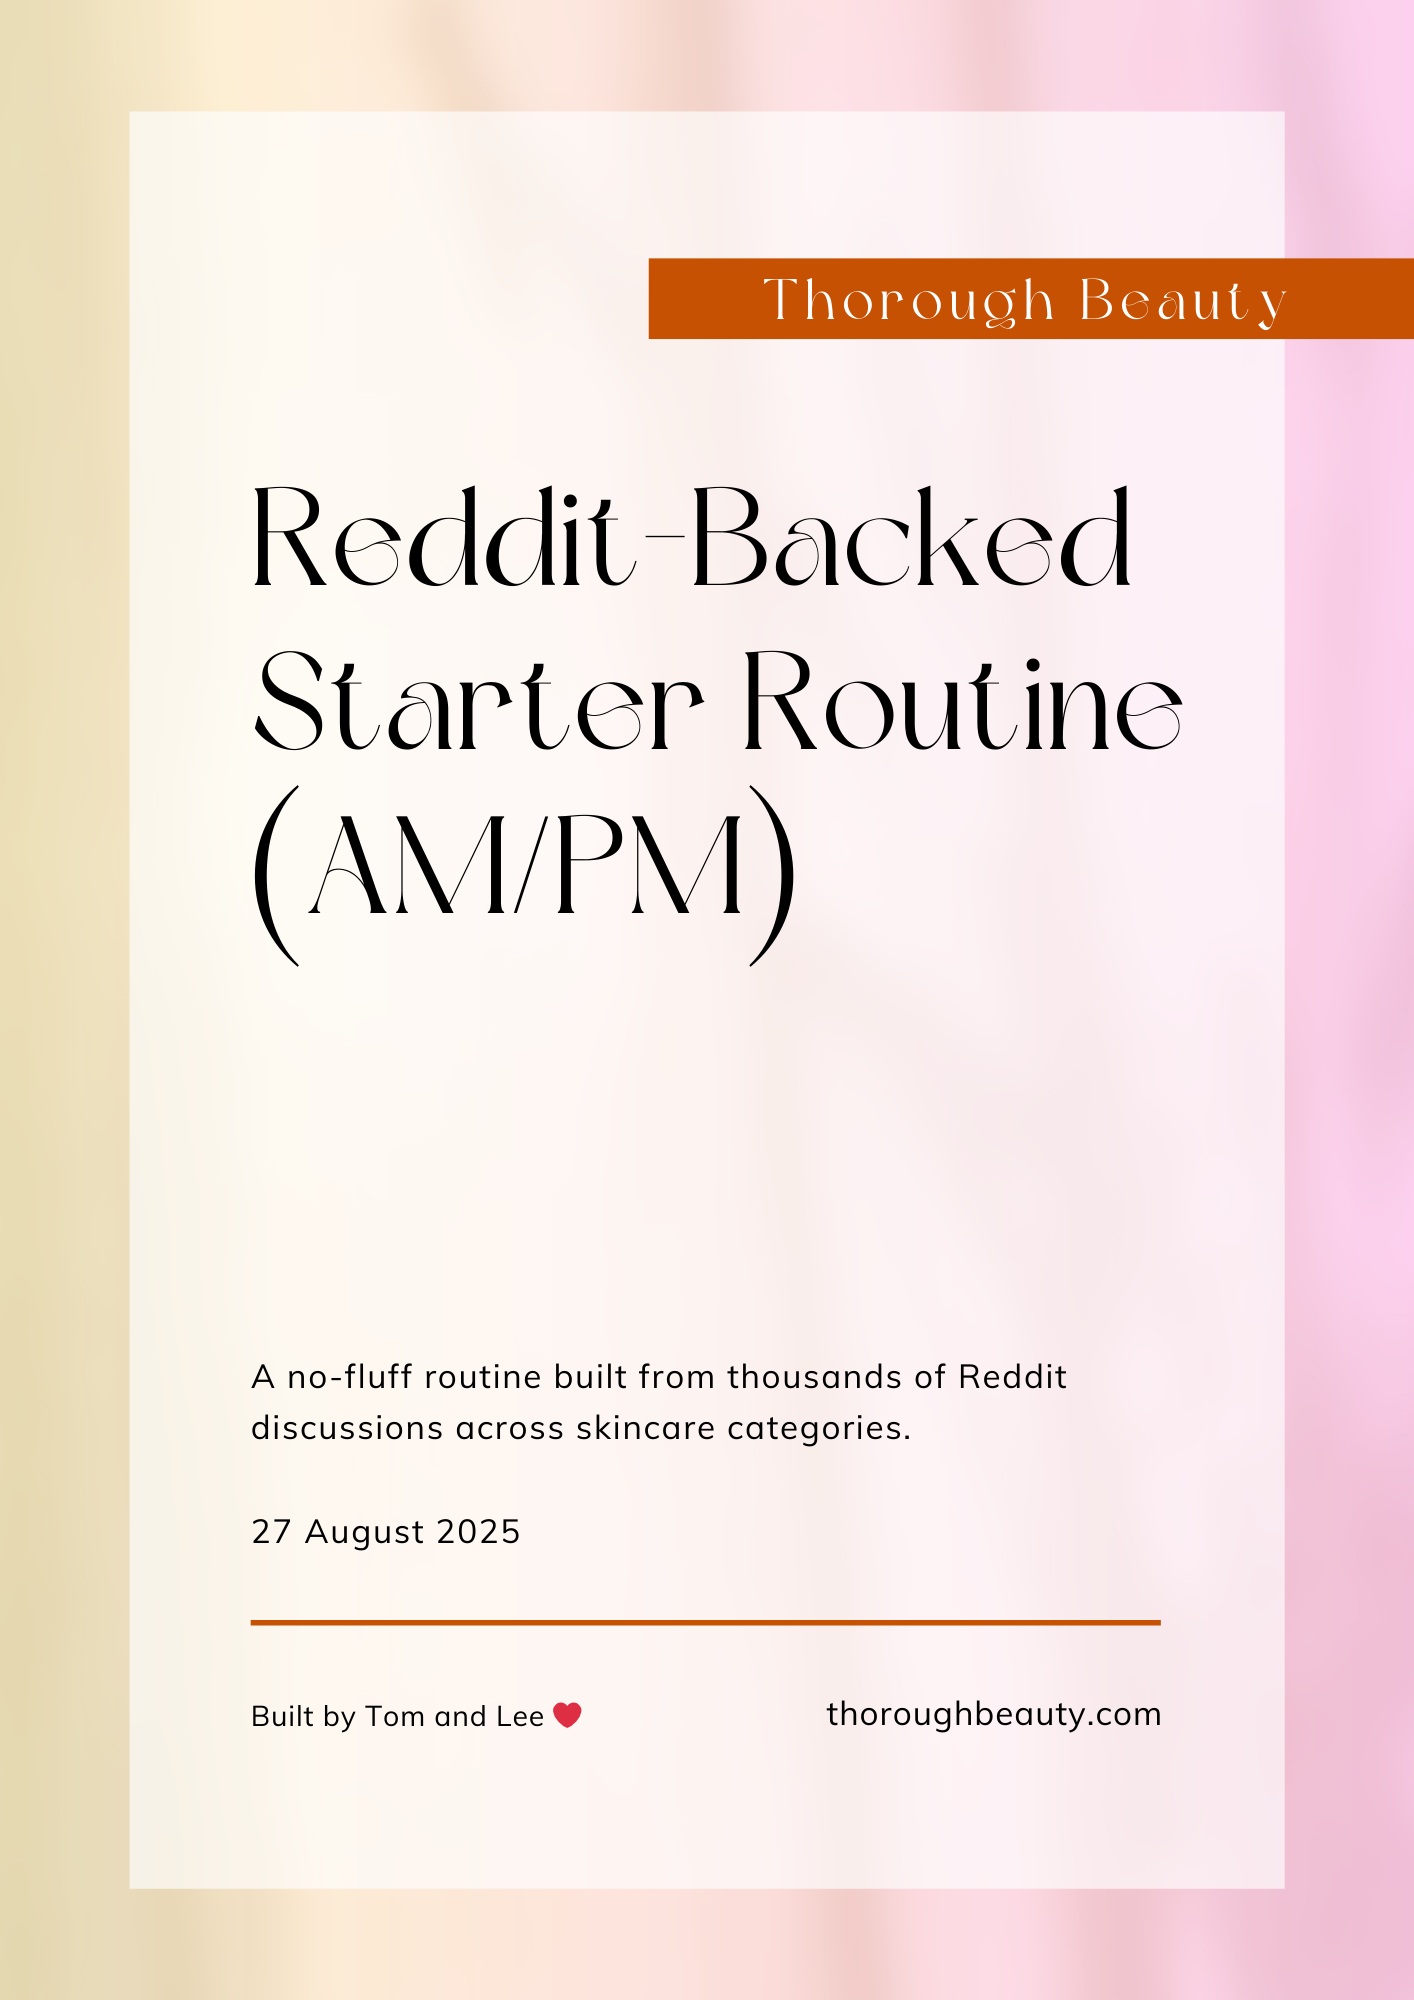 Thorough Beauty
Reddit-Backed
Starter Routine
(AM/PM)
A no-fluff routine built from thousands of Reddit
discussions across skincare categories.
27 August 2025
Built by Tom and Lee ❤️
thoroughbeauty.com